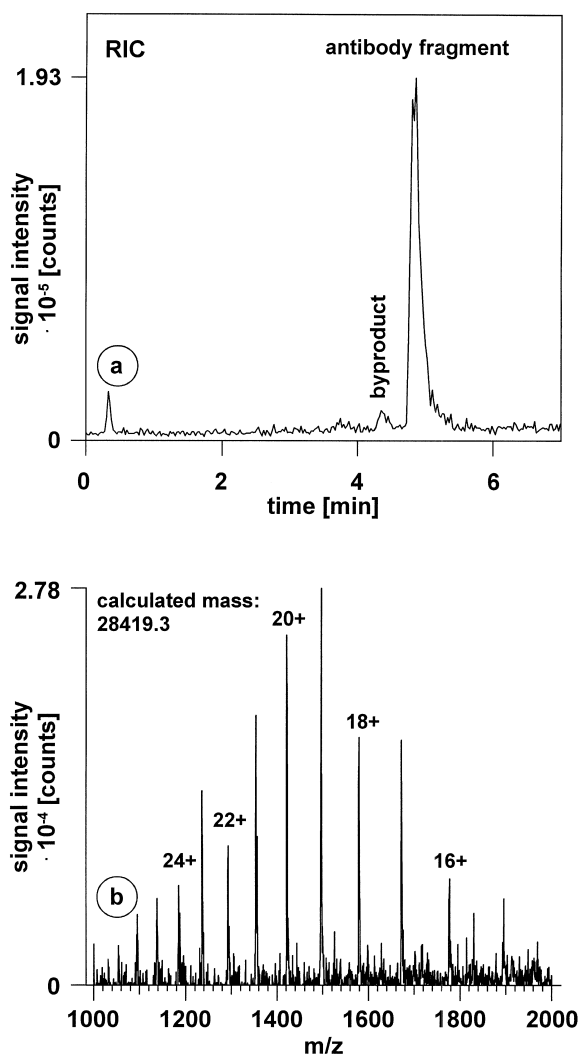 RIC
antibody fragment
1.93
signal intensity
· 10-5 [counts]
byproduct
a
0
0 2 4 6
time [min]
2.78
calculated mass:
28419.3
20+
18+
22+
24+
16+
signal intensity
· 10-4 [counts]
b
0
1000 1200 1400 1600 1800 2000
m/z